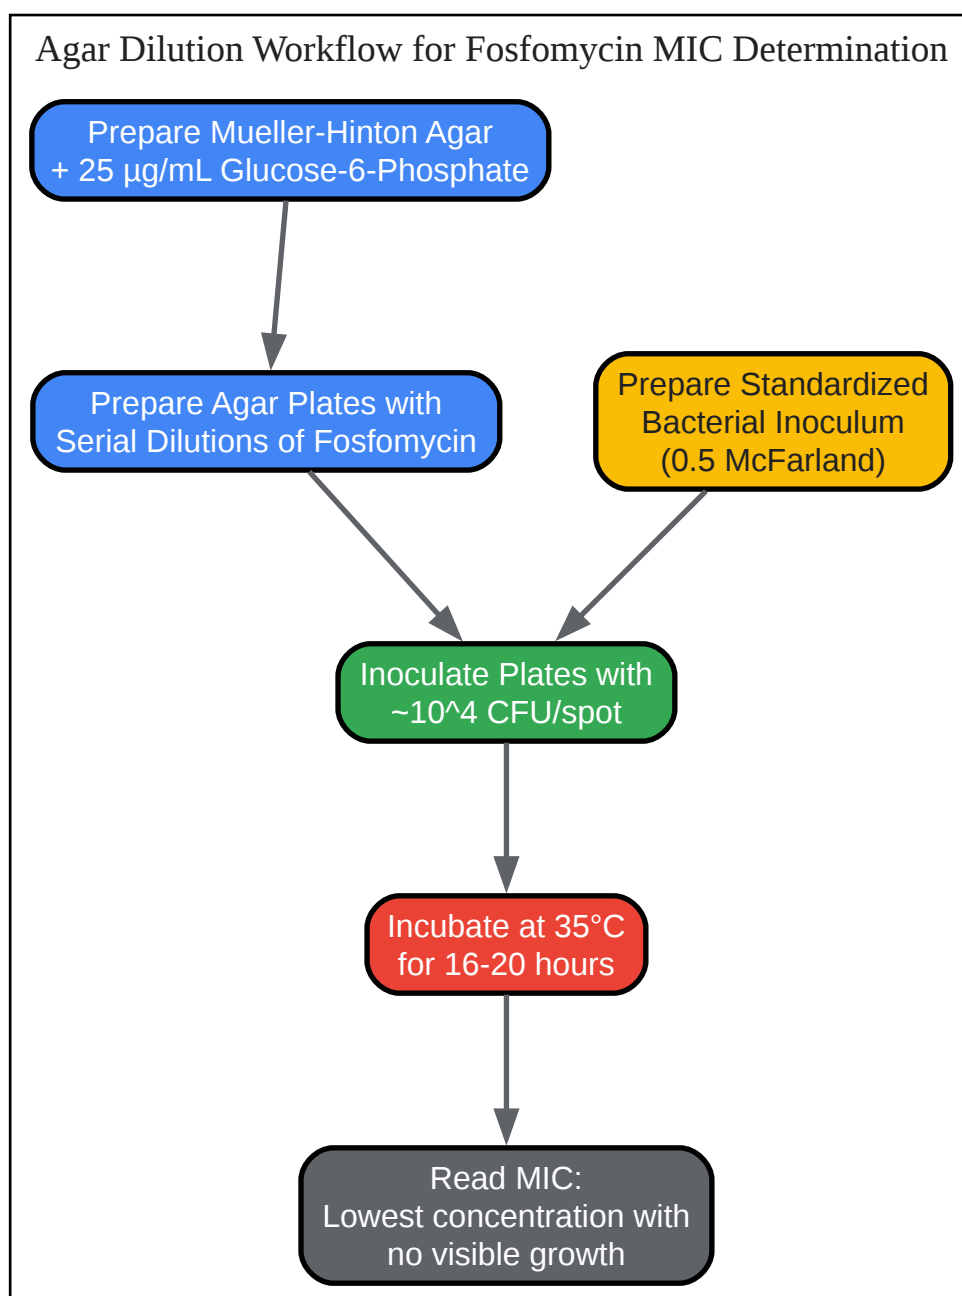 Agar Dilution Workflow for Fosfomycin MIC Determination
Prepare Mueller-Hinton Agar
+ 25 µg/mL Glucose-6-Phosphate
Prepare Agar Plates with
Serial Dilutions of Fosfomycin
Prepare Standardized
Bacterial Inoculum
(0.5 McFarland)
Inoculate Plates with
~10^4 CFU/spot
Incubate at 35°C
for 16-20 hours
Read MIC:
Lowest concentration with
no visible growth